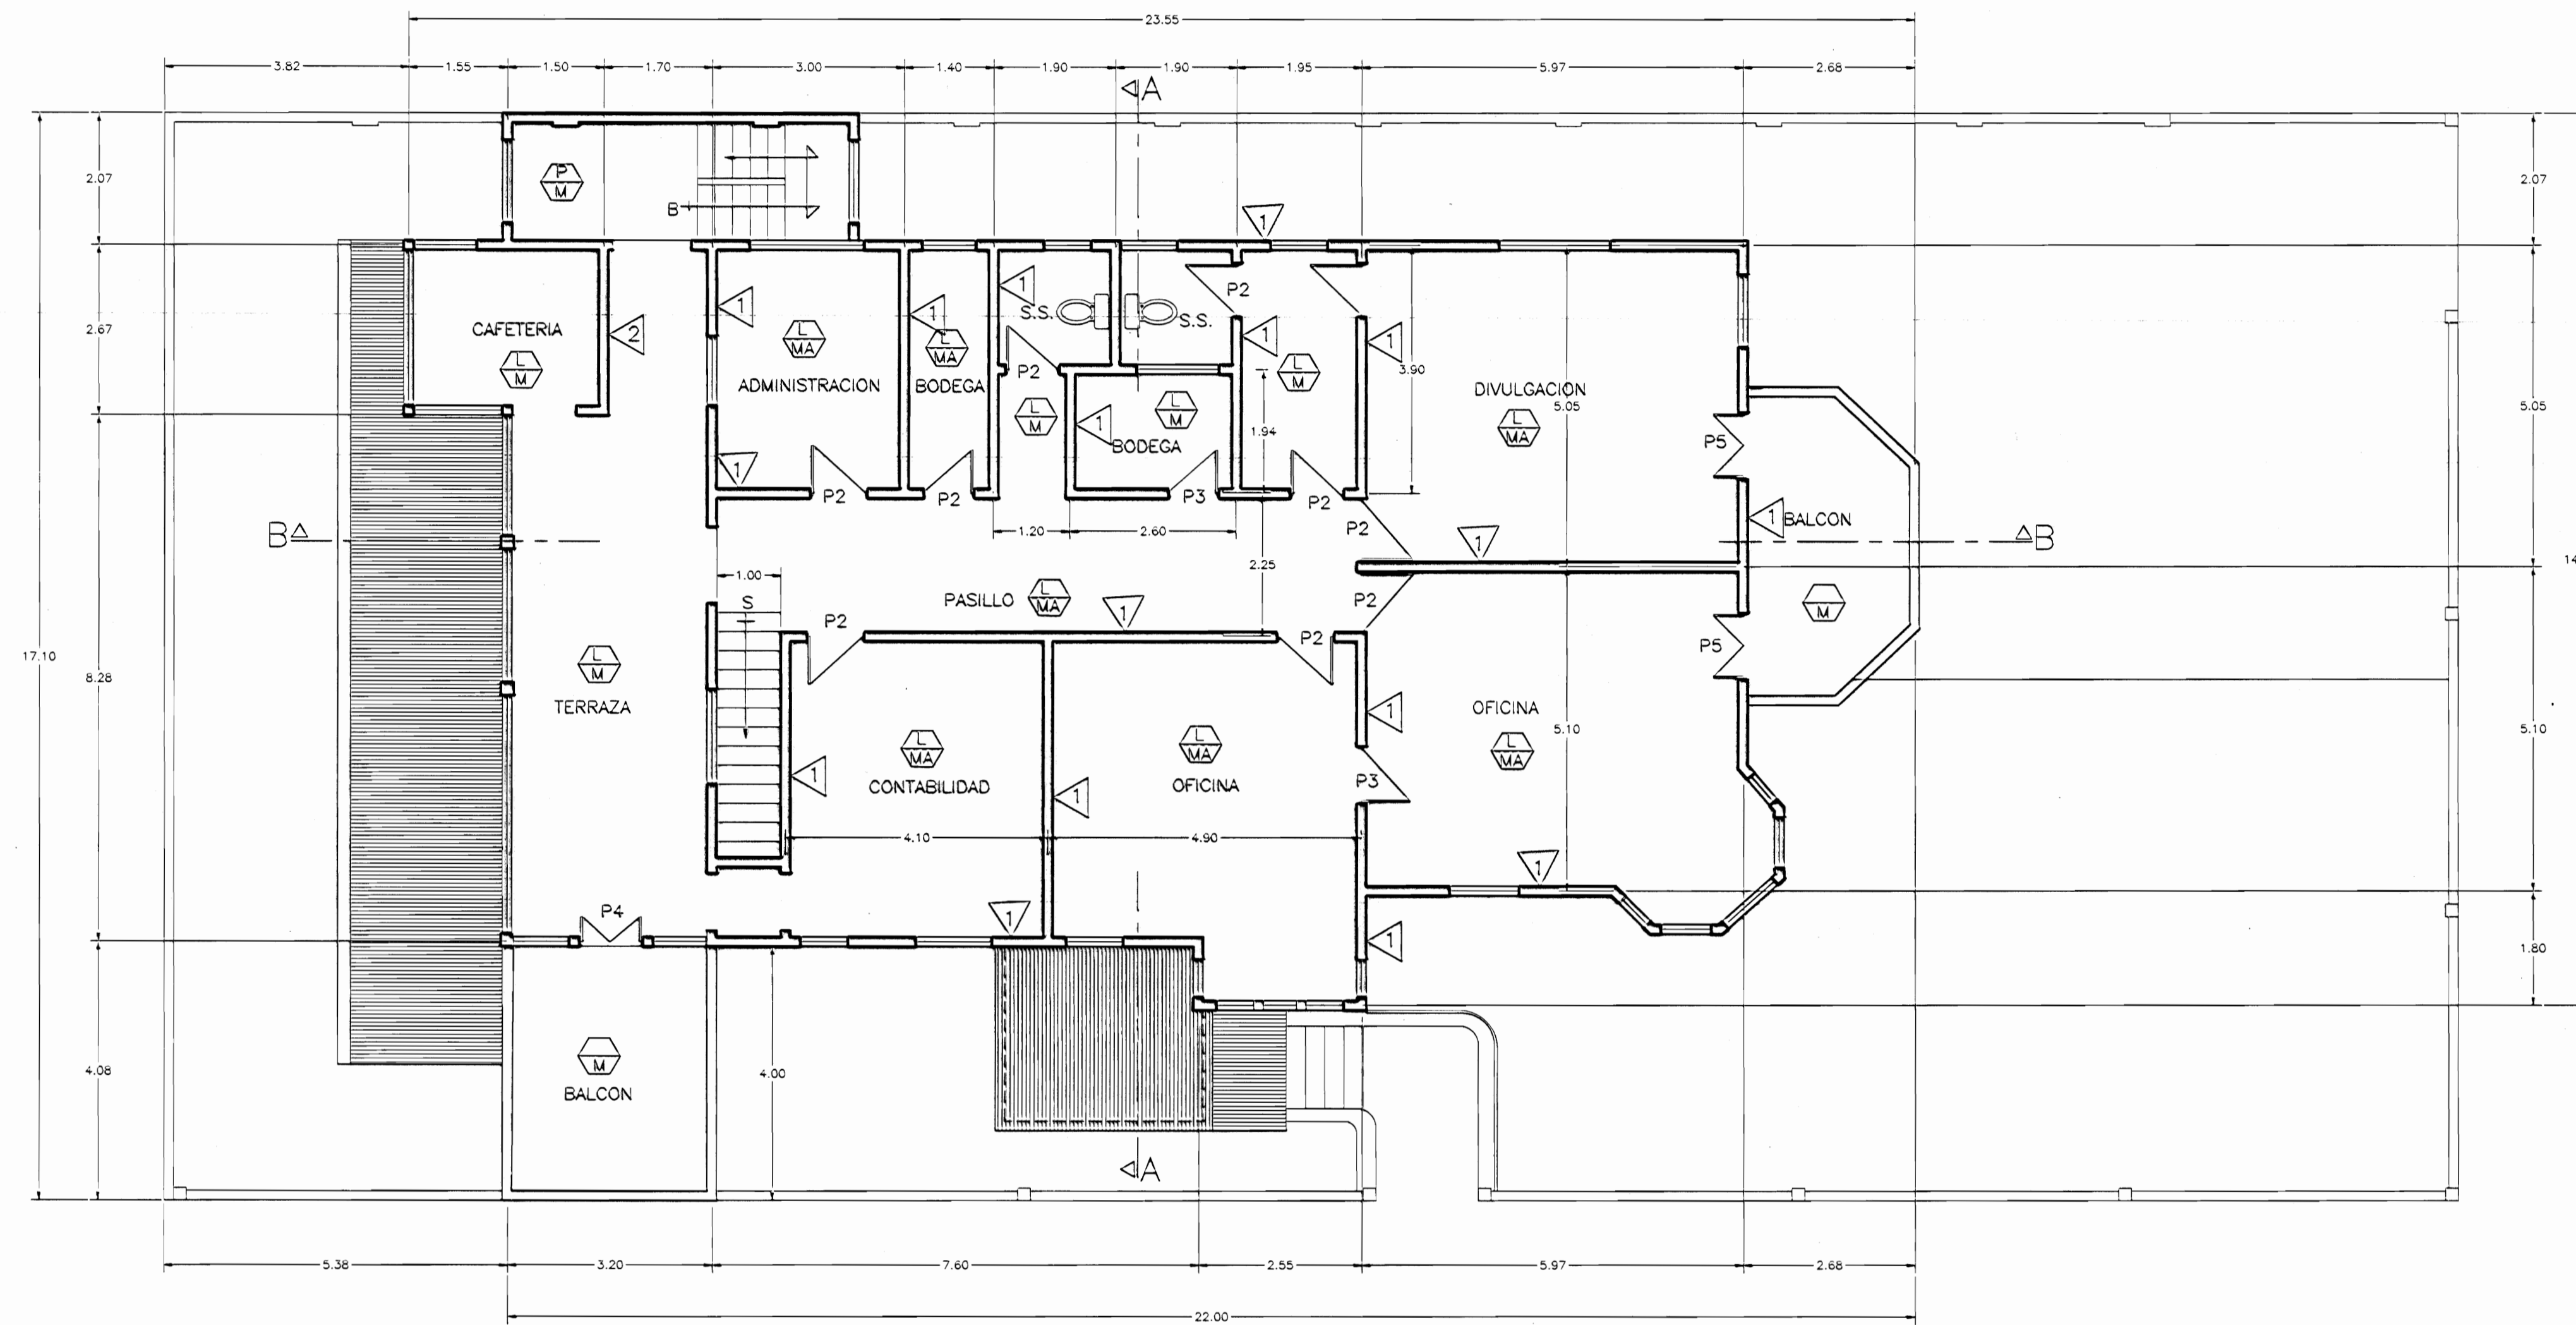 23.55
3.82 1.55 1.50 1.70 3.00 1.40 1.90 1.90 1.95 5.97 2.68
A
P
M
B
2.07
2.07
1
P2
1 1 1 S.S. S.S. 1 1
2
CAFETERIA
L
M
2.67
L
MA
ADMINISTRACION
L
MA
BODEGA
P2
L
M
L
M
1
BODEGA
L
M
1.94
3.90
DIVULGACION
5.05
L
MA
5.05
P5
1
P2
P2
P3
P2
P2
B
1.20 2.60
1
1 BALCON
B
14
2.25
1.00
S
PASILLO
L
MA
1
P2
P2
P2
M
P5
17.10
8.28
L
M
TERRAZA
1
OFICINA
L
MA
5.10
5.10
L
MA
CONTABILIDAD
1
L
MA
OFICINA
1
P3
4.10 4.90
1
P4
1
1
1.80
M
BALCON
4.08
4.00
A
5.38 3.20 7.60 2.55 5.97 2.68
22.00